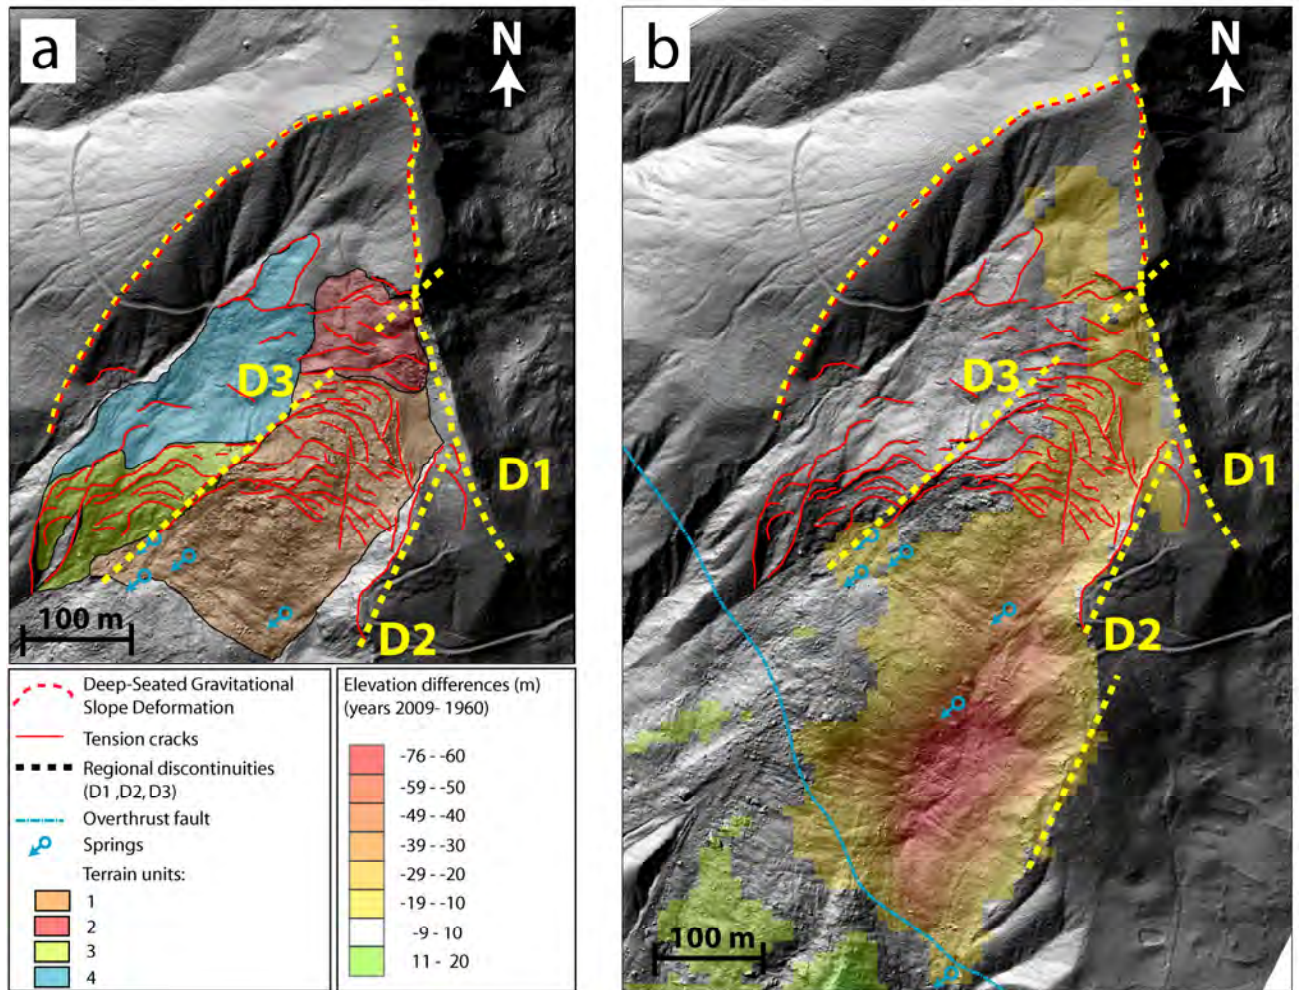 a
N
D3
D1
D2
100 m
b
N
D3
D1
D2
100 m
Deep-Seated Gravitational
Slope Deformation
Tension cracks
Regional discontinuities
(D1 ,D2, D3)
Overthrust fault
Springs
Terrain units:
1
2
3
4
Elevation differences (m)
(years 2009- 1960)
-76 - -60
-59 - -50
-49 - -40
-39 - -30
-29 - -20
-19 - -10
-9 - 10
11 - 20